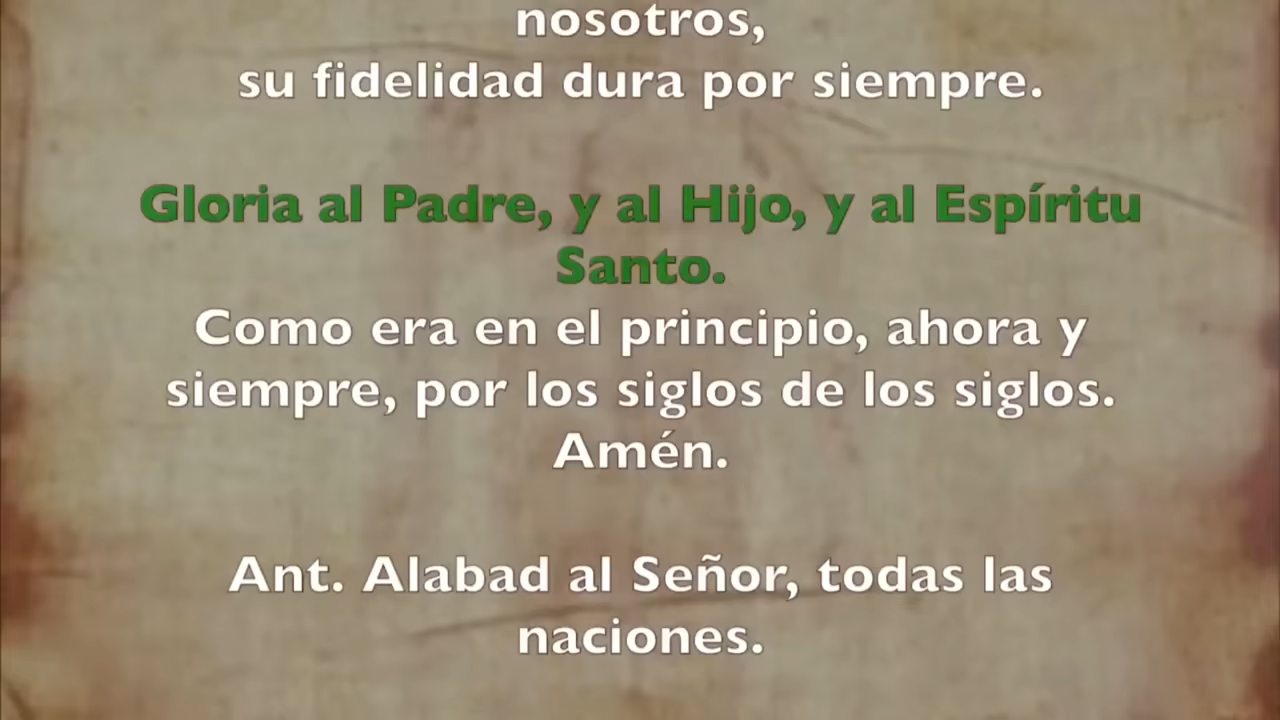 nosotros,
su fidelidad dura por siempre.
Gloria al Padre, y al Hijo, y al Espíritu
Santo.
Como era en el principio, ahora y
siempre, por los siglos de los siglos.
Amén.
Ant. Alabad al Señor, todas las
naciones.